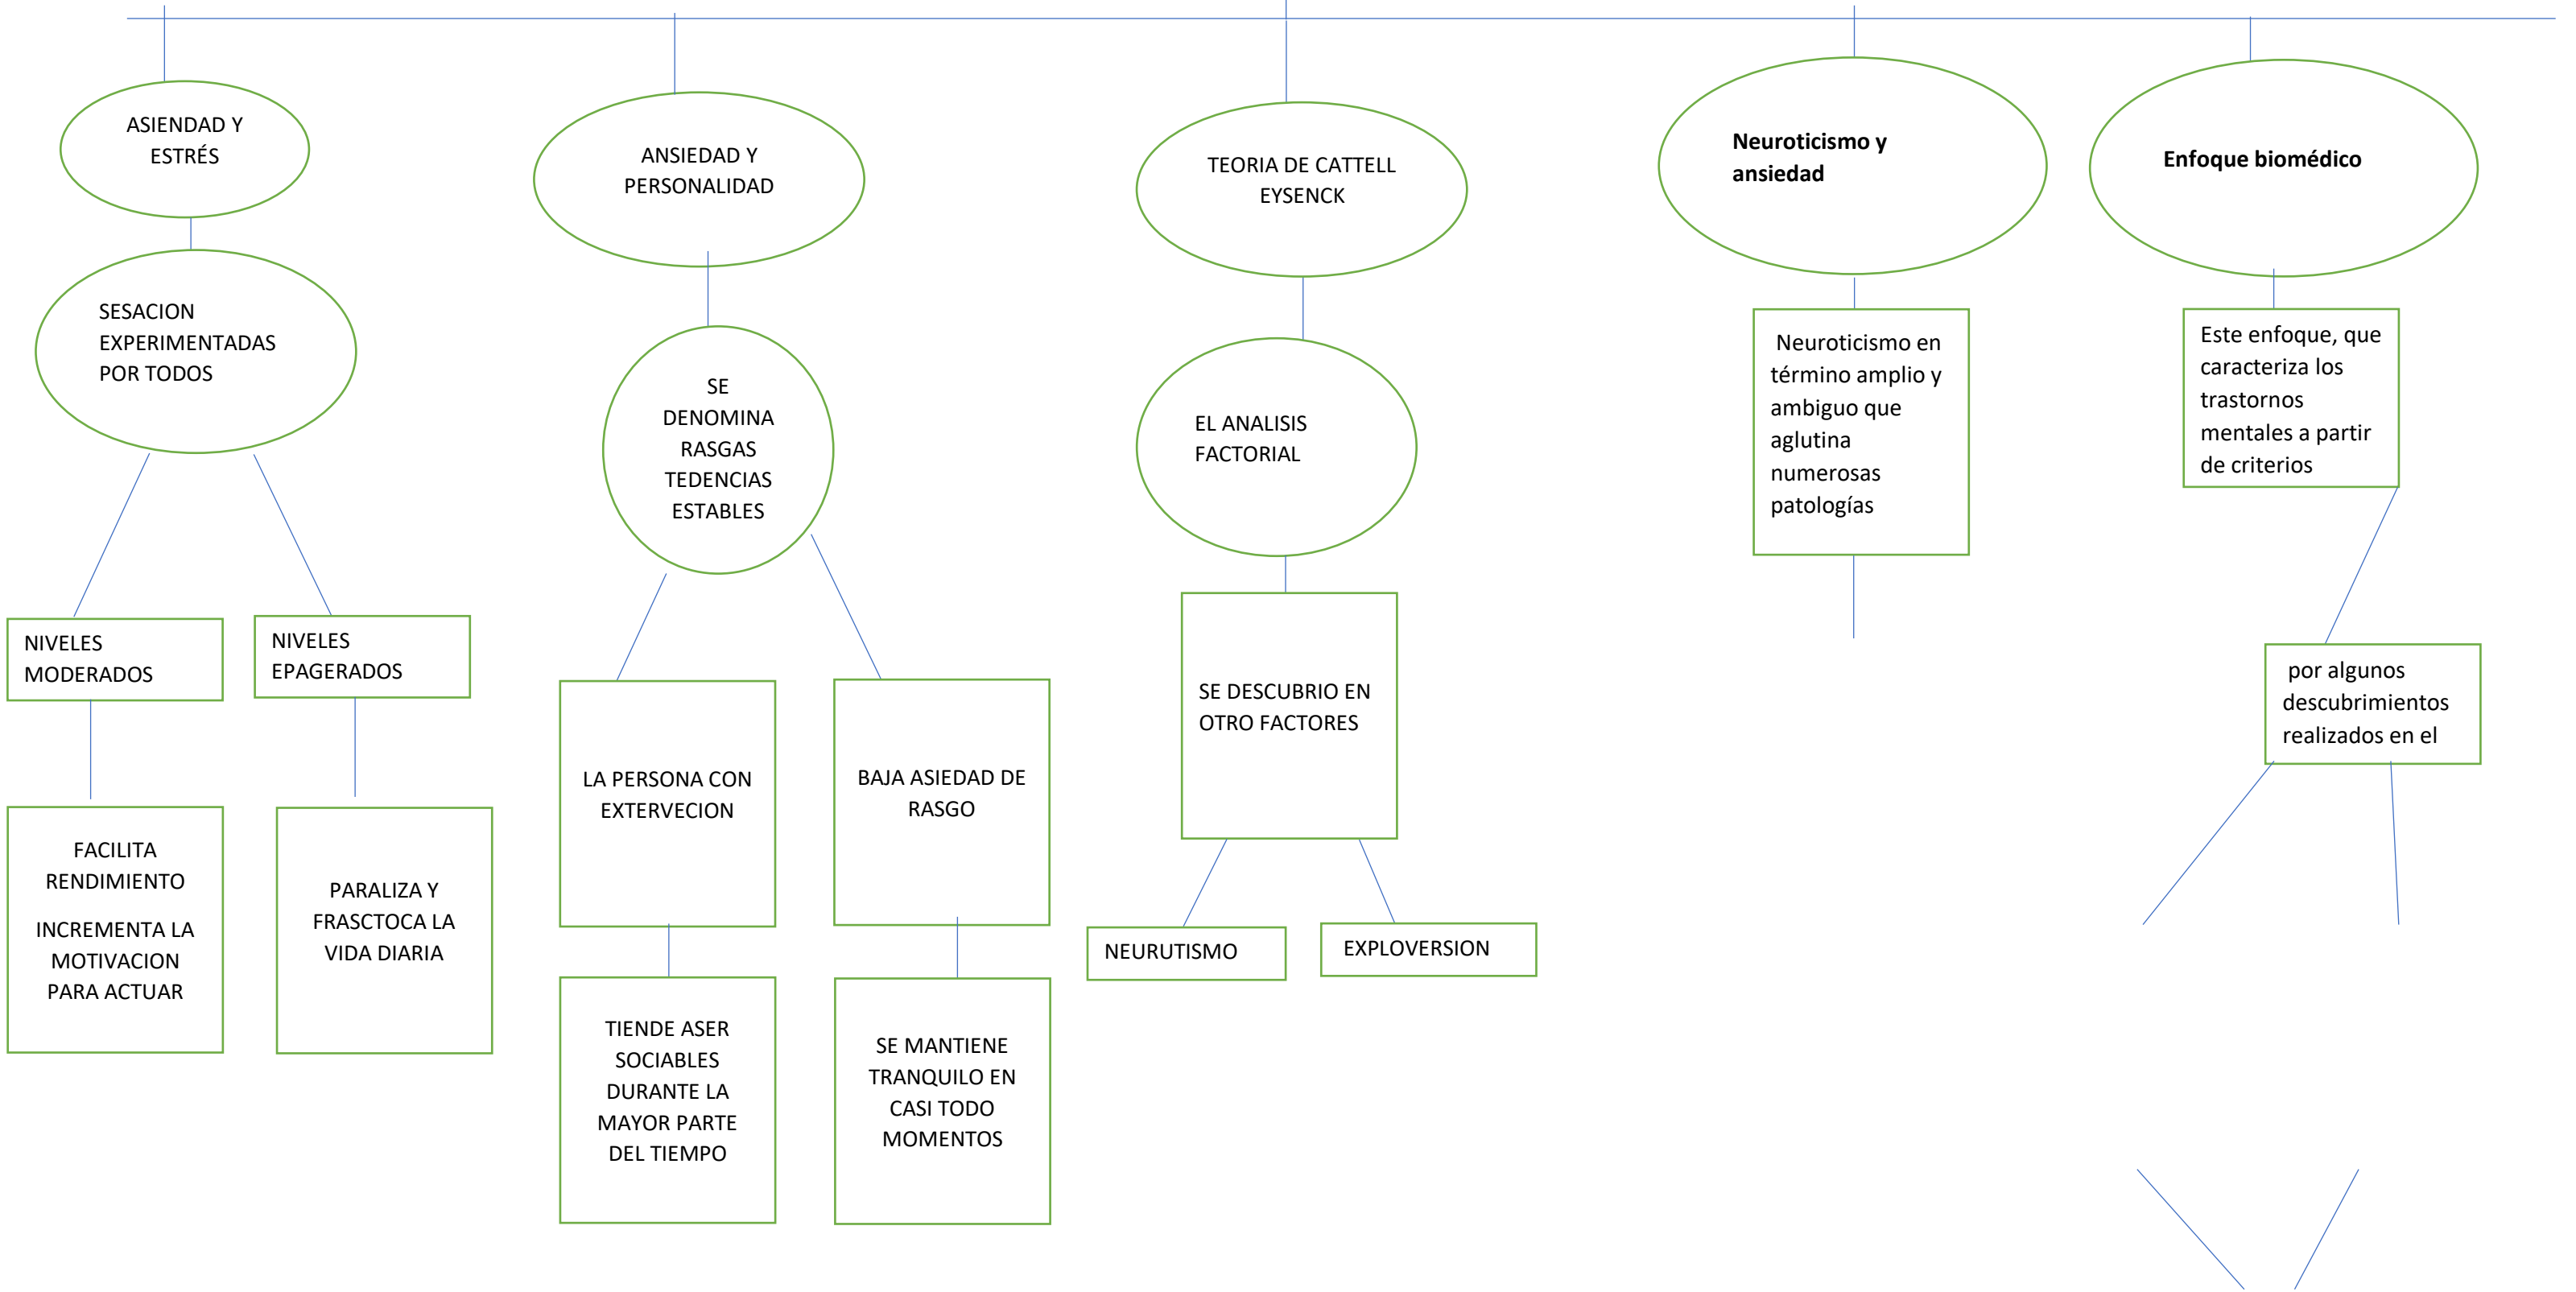 ASIENDAD Y
ESTRÉS
SESACION
EXPERIMENTADAS
POR TODOS
NIVELES
MODERADOS
NIVELES
EPAGERADOS
FACILITA
RENDIMIENTO
INCREMENTA LA
MOTIVACION
PARA ACTUAR
PARALIZA Y
FRASCTOCA LA
VIDA DIARIA
ANSIEDAD Y
PERSONALIDAD
SE
DENOMINA
RASGAS
TEDENCIAS
ESTABLES
LA PERSONA CON
EXTERVECION
BAJA ASIEDAD DE
RASGO
TIENDE ASER
SOCIABLES
DURANTE LA
MAYOR PARTE
DEL TIEMPO
SE MANTIENE
TRANQUILO EN
CASI TODO
MOMENTOS
TEORIA DE CATTELL
EYSENCK
EL ANALISIS
FACTORIAL
SE DESCUBRIO EN
OTRO FACTORES
NEURUTISMO
EXPLOVERSION
Neuroticismo y
ansiedad
Neuroticismo en
término amplio y
ambiguo que
aglutina
numerosas
patologías
Enfoque biomédico
Este enfoque, que
caracteriza los
trastornos
mentales a partir
de criterios
por algunos
descubrimientos
realizados en el